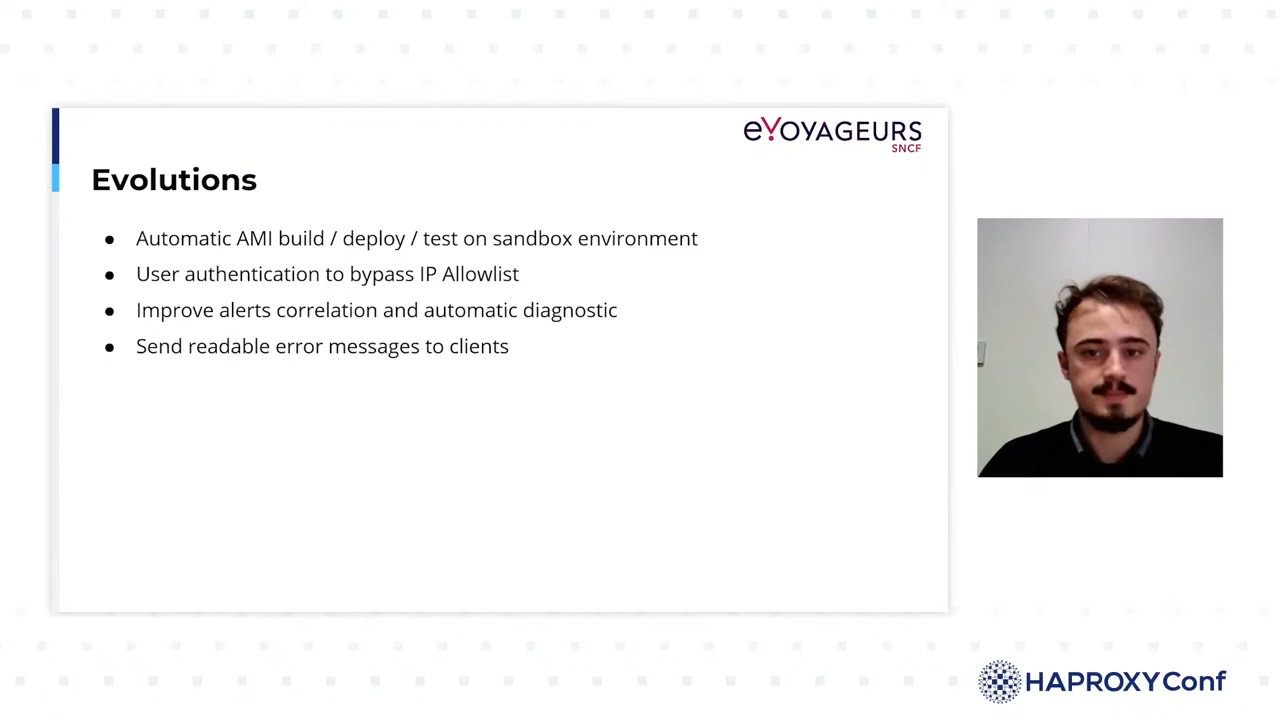 eVOYAGEURS
SNCF
Evolutions
● Automatic AMI build / deploy / test on sandbox environment
● User authentication to bypass IP Allowlist
● Improve alerts correlation and automatic diagnostic
● Send readable error messages to clients
HAPROXYConf